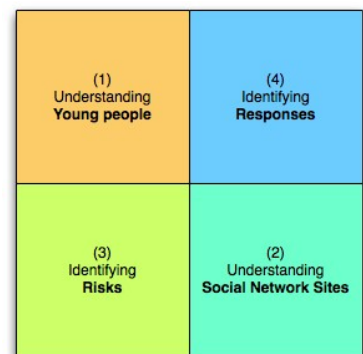 (1)
Understanding
Young people
(4)
Identifying
Responses
(3)
Identifying
Risks
(2)
Understanding
Social Network Sites